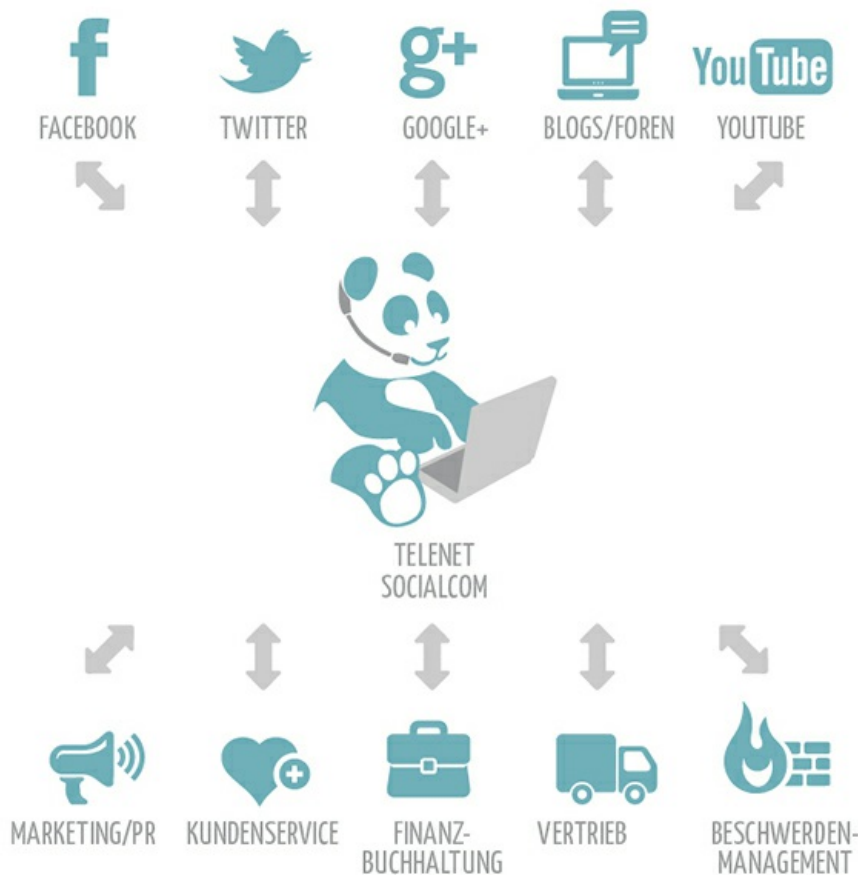 f
g+
YouTube
FACEBOOK
TWITTER
GOOGLE+
BLOGS/FOREN
YOUTUBE
TELENET
SOCIALCOM
MARKETING/PR
KUNDENSERVICE
FINANZ-
BUCHHALTUNG
VERTRIEB
BESCHWERDEN-
MANAGEMENT